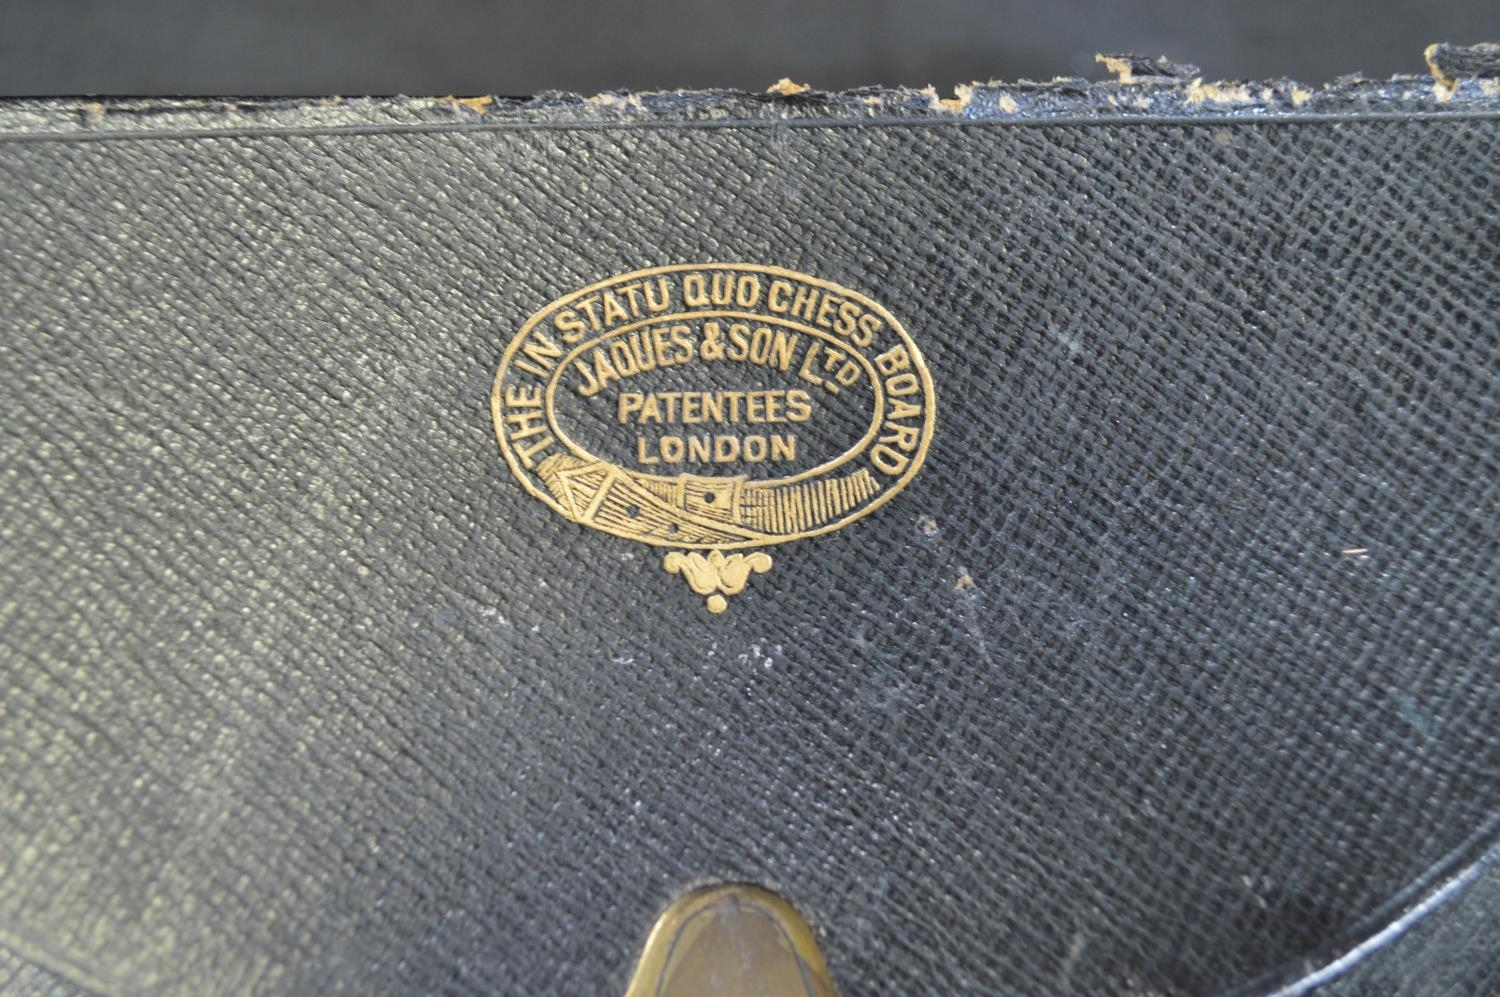 THE IN STATU QUO CHESS BOARD
JAQUES & SON LTD
PATENTEES
LONDON